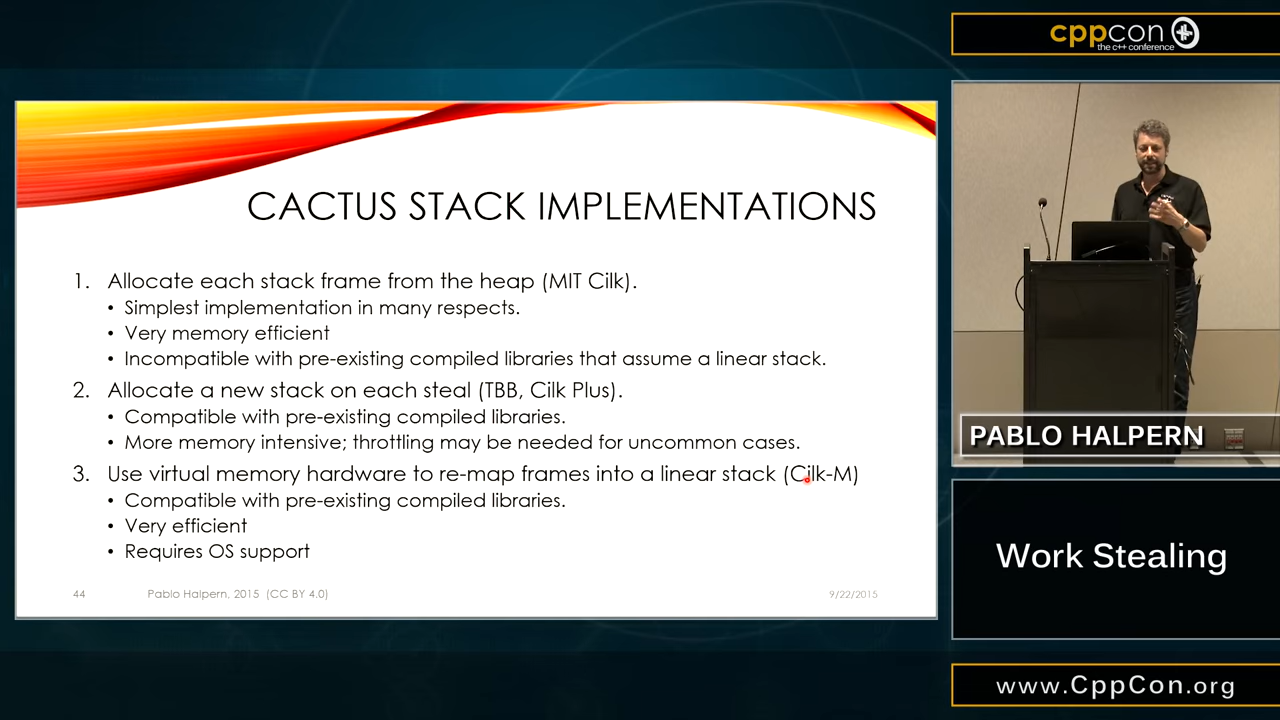 cppcon
the c++ conference
CACTUS STACK IMPLEMENTATIONS
1. Allocate each stack frame from the heap (MIT Cilk).
• Simplest implementation in many respects.
• Very memory efficient
• Incompatible with pre-existing compiled libraries that assume a linear stack.
2. Allocate a new stack on each steal (TBB, Cilk Plus).
• Compatible with pre-existing compiled libraries.
• More memory intensive; throttling may be needed for uncommon cases.
3. Use virtual memory hardware to re-map frames into a linear stack (Cilk-M)
• Compatible with pre-existing compiled libraries.
• Very efficient
• Requires OS support
44 Pablo Halpern, 2015 (CC BY 4.0) 9/22/2015
PABLO HALPERN
Work Stealing
www.CppCon.org